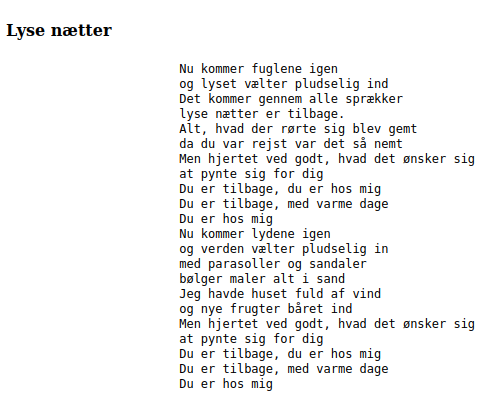 Lyse nætter
Nu kommer fuglene igen
og lyset vælter pludselig ind
Det kommer gennem alle sprækker
lyse nætter er tilbage.
Alt, hvad der rørte sig blev gemt
da du var rejst var det så nemt
Men hjertet ved godt, hvad det ønsker sig
at pynte sig for dig
Du er tilbage, du er hos mig
Du er tilbage, med varme dage
Du er hos mig
Nu kommer lydene igen
og verden vælter pludselig in
med parasoller og sandaler
bølger maler alt i sand
Jeg havde huset fuld af vind
og nye frugter båret ind
Men hjertet ved godt, hvad det ønsker sig
at pynte sig for dig
Du er tilbage, du er hos mig
Du er tilbage, med varme dage
Du er hos mig